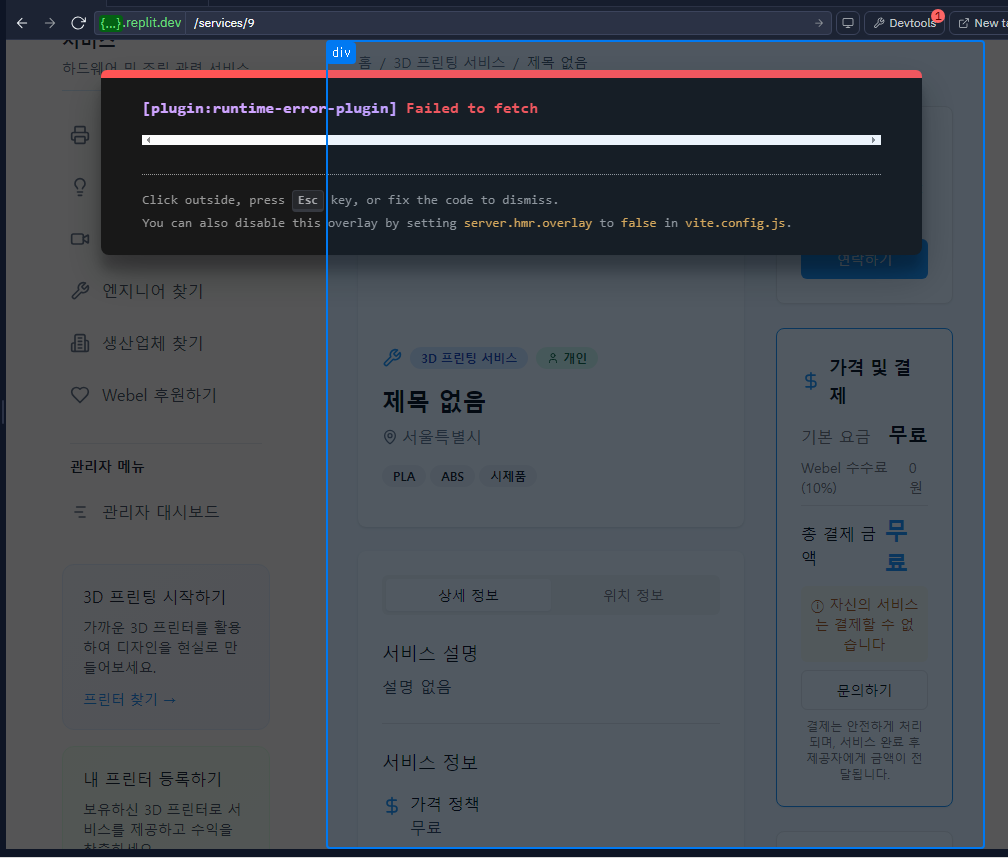 {...}.replit.dev /services/9
Devtools
1
New
서비스
하드웨어 및 조립 관련 서비스
div
홈 / 3D 프린팅 서비스 / 제목 없음
[plugin:runtime-error-plugin] Failed to fetch
Click outside, press Esc key, or fix the code to dismiss.
You can also disable this overlay by setting server.hmr.overlay to false in vite.config.js.
연락하기
엔지니어 찾기
생산업체 찾기
Webel 후원하기
관리자 메뉴
관리자 대시보드
3D 프린팅 시작하기
가까운 3D 프린터를 활용
하여 디자인을 현실로 만
들어보세요.
프린터 찾기 →
내 프린터 등록하기
보유하신 3D 프린터로 서
비스를 제공하고 수익을
창출하세요.
3D 프린팅 서비스
개인
제목 없음
서울특별시
PLA ABS 시제품
상세 정보
위치 정보
서비스 설명
설명 없음
서비스 정보
가격 정책
무료
가격 및 결
제
기본 요금 무료
Webel 수수료
(10%)
0
원
총 결제 금
액
무
료
자신의 서비스
는 결제할 수 없
습니다
문의하기
결제는 안전하게 처리
되며, 서비스 완료 후
제공자에게 금액이 전
달됩니다.